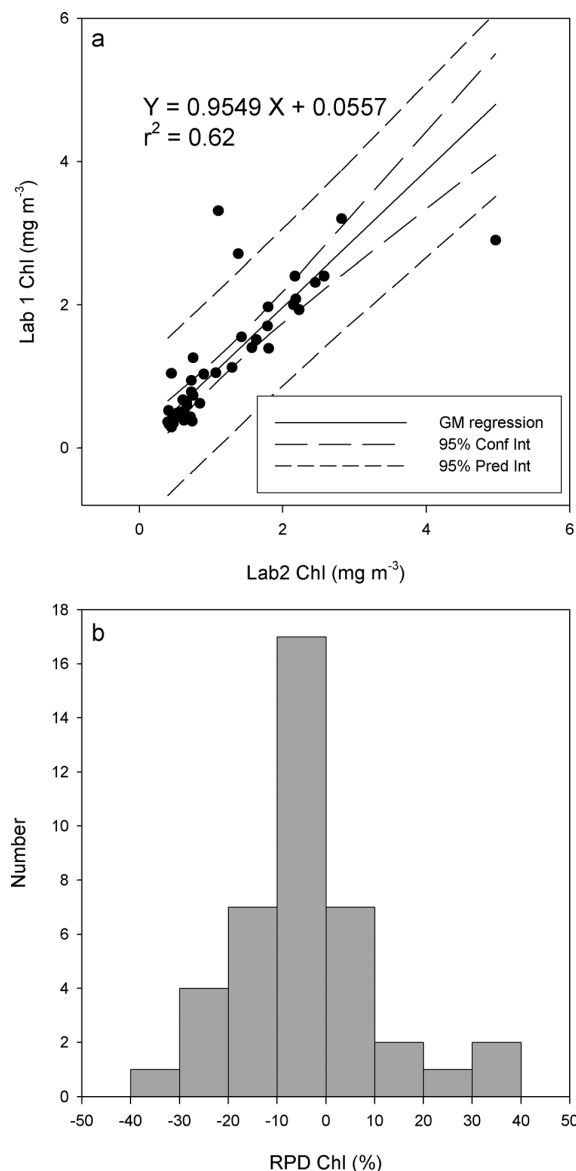 a
Y = 0.9549 X + 0.0557
r² = 0.62
6
4
2
0
Lab 1 Chl (mg m⁻³)
GM regression
95% Conf Int
95% Pred Int
0 2 4 6
Lab2 Chl (mg m⁻³)
b
18
16
14
12
10
8
6
4
2
0
Number
-50 -40 -30 -20 -10 0 10 20 30 40 50
RPD Chl (%)